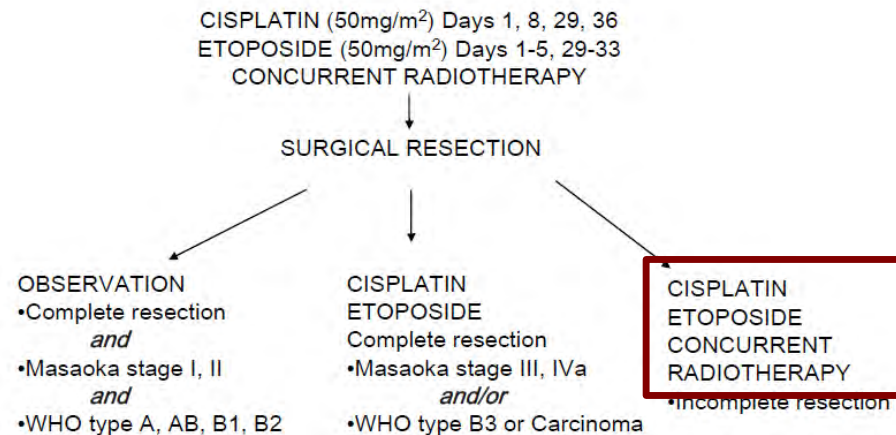 CISPLATIN (50mg/m²) Days 1, 8, 29, 36
ETOPOSIDE (50mg/m²) Days 1-5, 29-33
CONCURRENT RADIOTHERAPY
SURGICAL RESECTION
OBSERVATION
•Complete resection
and
•Masaoka stage I, II
and
•WHO type A, AB, B1, B2
CISPLATIN
ETOPOSIDE
Complete resection
•Masaoka stage III, IVa
and/or
•WHO type B3 or Carcinoma
CISPLATIN
ETOPOSIDE
CONCURRENT
RADIOTHERAPY
•Incomplete resection